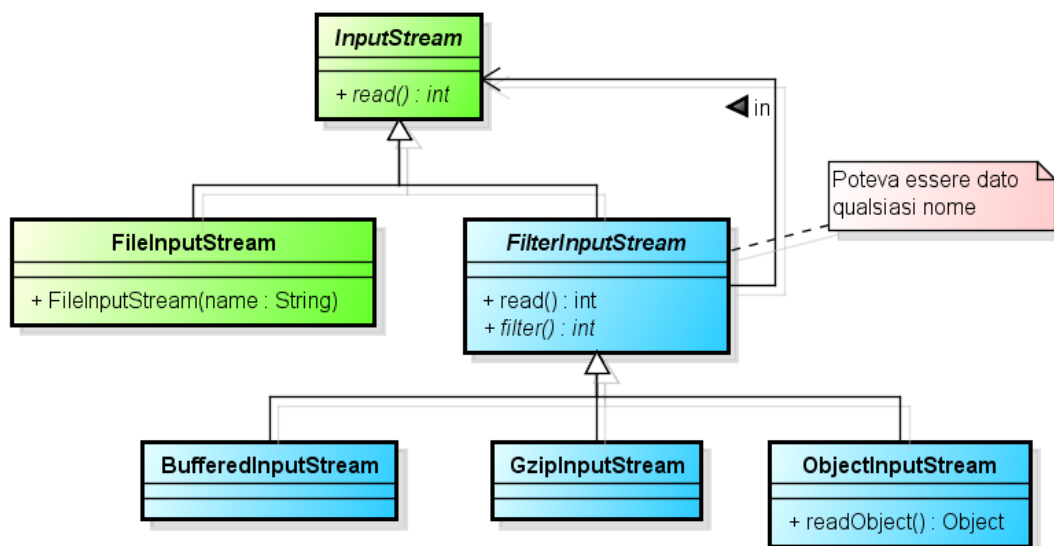 InputStream
+ read() : int
in
Poteva essere dato
qualsiasi nome
FileInputStream
+ FileInputStream(name : String)
FilterInputStream
+ read() : int
+ filter() : int
BufferedInputStream
GzipInputStream
ObjectInputStream
+ readObject() : Object